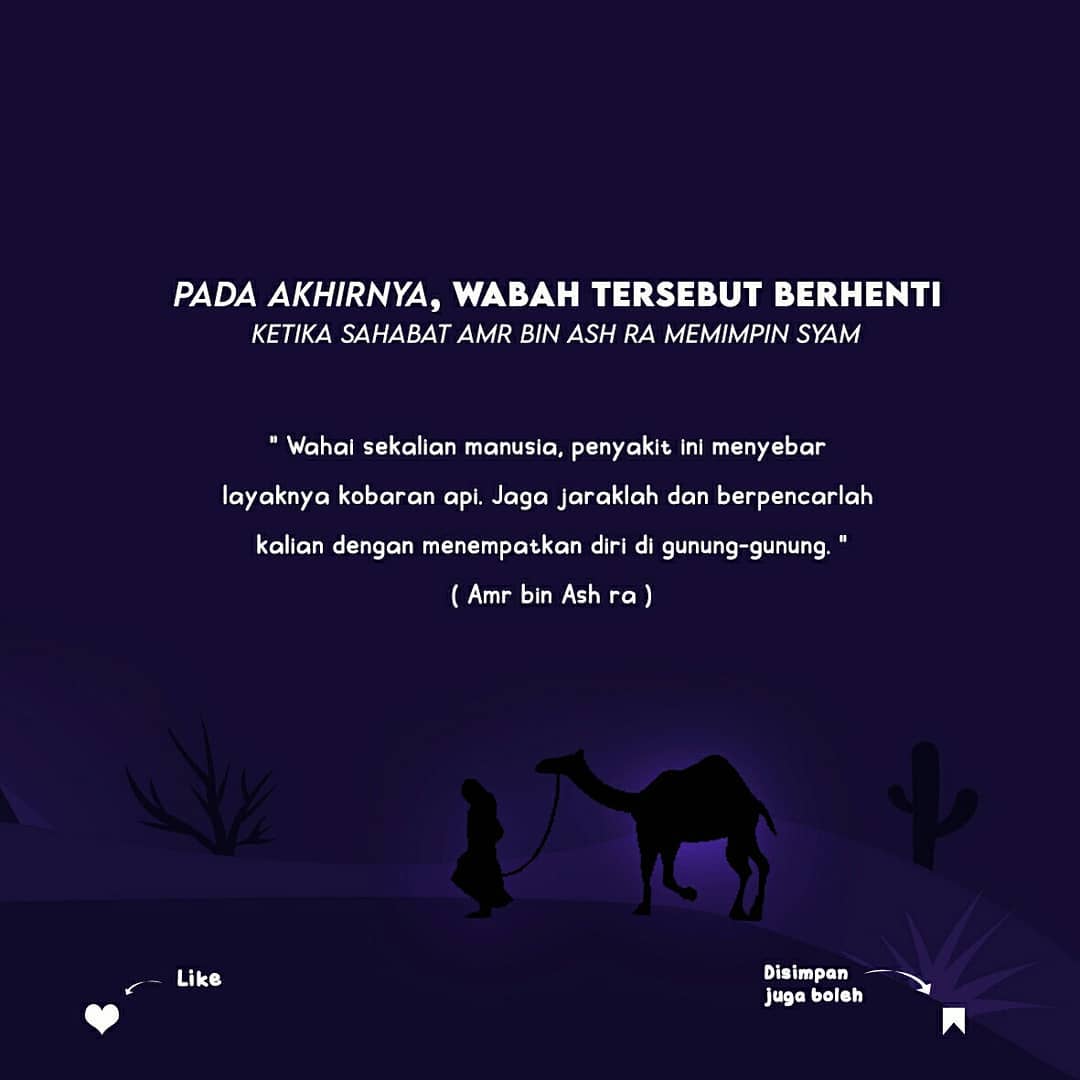 PADA AKHIRNYA, WABAH TERSEBUT BERHENTI
KETIKA SAHABAT AMR BIN ASH RA MEMIMPIN SYAM
" Wahai sekalian manusia, penyakit ini menyebar
layaknya kobaran api. Jaga jaraklah dan berpencarlah
kalian dengan menempatkan diri di gunung-gunung. "
( Amr bin Ash ra )
Like
Disimpan
juga boleh